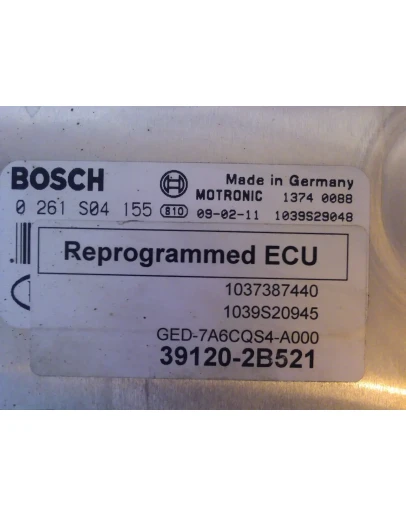 BOSCH
Made in Germany
MOTRONIC 1374 0088
0 261 S04 155 810 09-02-11 1039S29048
Reprogrammed ECU
1037387440
1039S20945
GED-7A6CQS4-A000
39120-2B521